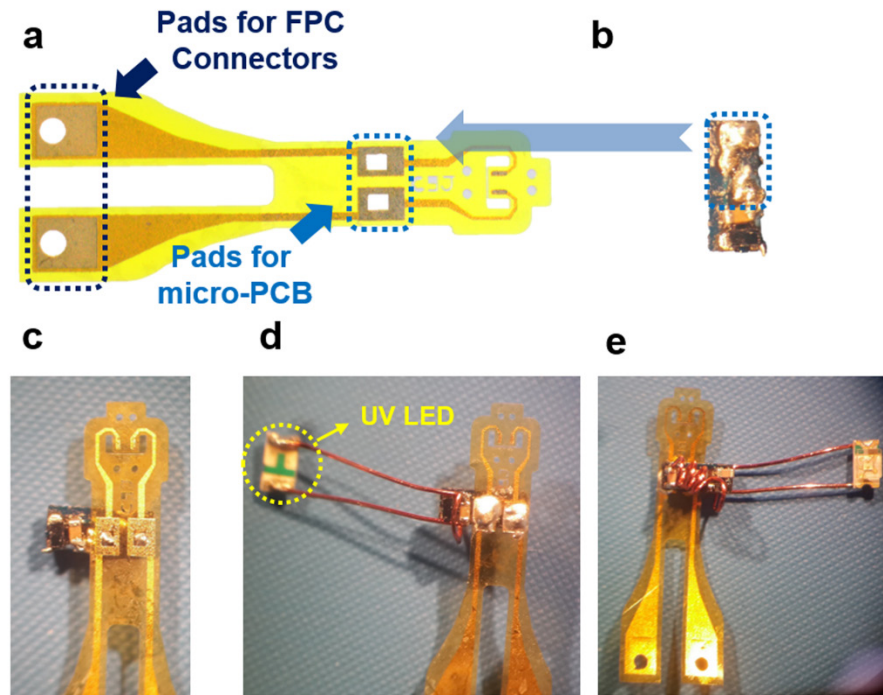 a
Pads for FPC
Connectors
b
Pads for
micro-PCB
c
d
UV LED
e